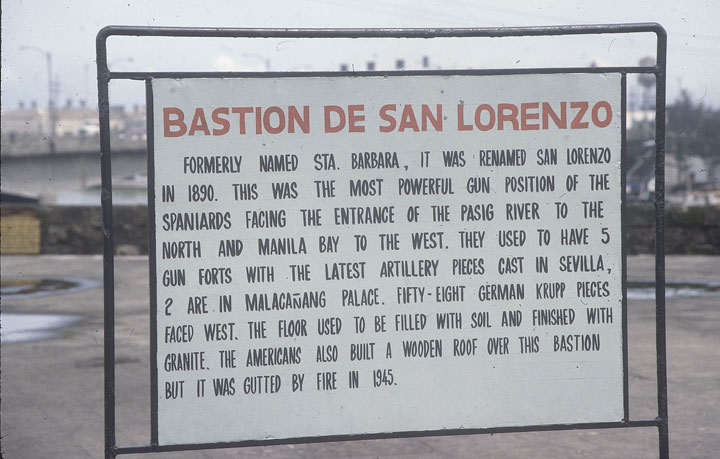 BASTION DE SAN LORENZO
FORMERLY NAMED STA. BARBARA, IT WAS RENAMED SAN LORENZO
IN 1890. THIS WAS THE MOST POWERFUL GUN POSITION OF THE
SPANIARDS FACING THE ENTRANCE OF THE PASIG RIVER TO THE
NORTH AND MANILA BAY TO THE WEST. THEY USED TO HAVE 5
GUN FORTS WITH THE LATEST ARTILLERY PIECES CAST IN SEVILLA,
2 ARE IN MALACAÑANG PALACE. FIFTY-EIGHT GERMAN KRUPP PIECES
FACED WEST. THE FLOOR USED TO BE FILLED WITH SOIL AND FINISHED WITH
GRANITE. THE AMERICANS ALSO BUILT A WOODEN ROOF OVER THIS BASTION
BUT IT WAS GUTTED BY FIRE IN 1945.